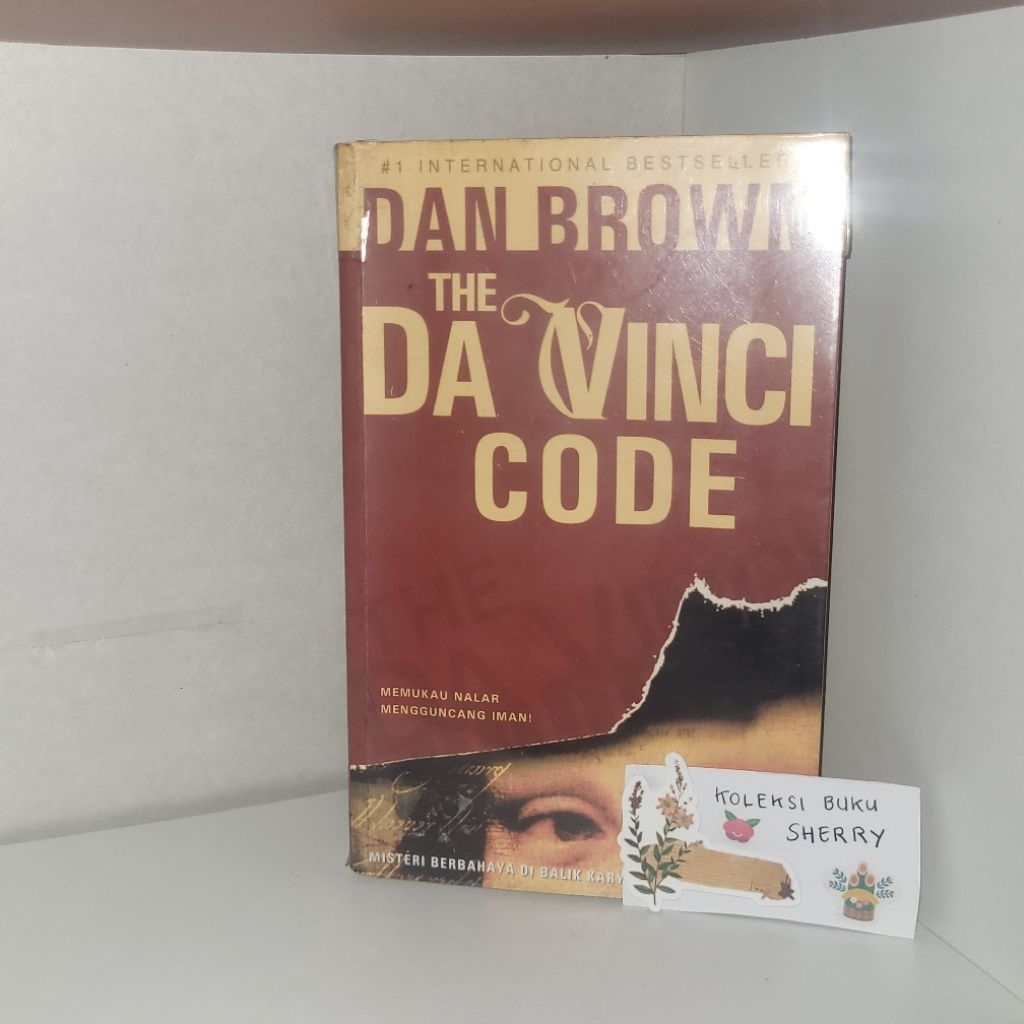 #1 INTERNATIONAL BESTSELLER
DAN BROWN
THE
DA VINCI
CODE
MEMUKAU NALAR
MENGGUNCANG IMAN!
MISTERI BERBAHAYA DI BALIK
KOLEKSI BUKU
SHERRY